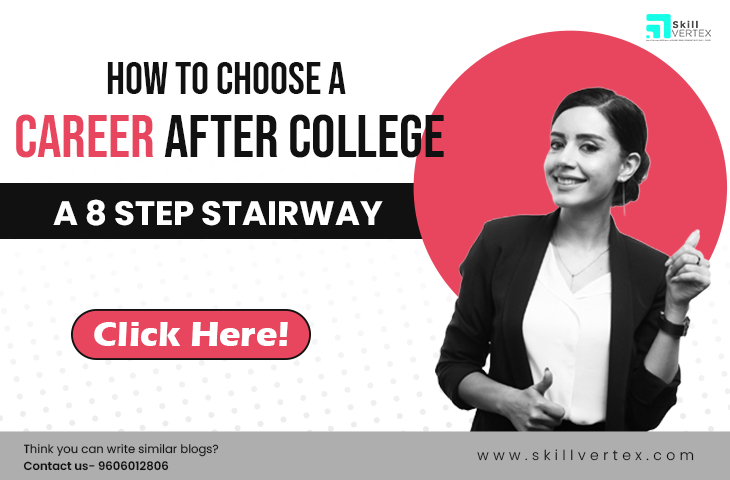 Skill
VERTEX
HOW TO CHOOSE A
CAREER AFTER COLLEGE
A 8 STEP STAIRWAY
Click Here!
Think you can write similar blogs?
Contact us- 9606012806
www.skillvertex.com